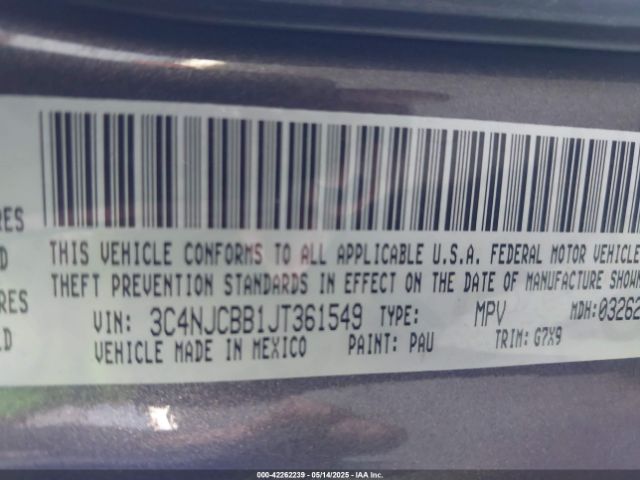 RES
THIS VEHICLE CONFORMS TO ALL APPLICABLE U.S.A. FEDERAL MOTOR VEHICLE
D
THEFT PREVENTION STANDARDS IN EFFECT ON THE DATE OF MANUFACTURE SHOWN
RES
VIN: 3C4NJCBB1JT361549 TYPE: MPV MDH:03262
LD
VEHICLE MADE IN MEXICO PAINT: PAU TRIM: G7X9
000-42262239 - 05/14/2025 - IAA Inc.